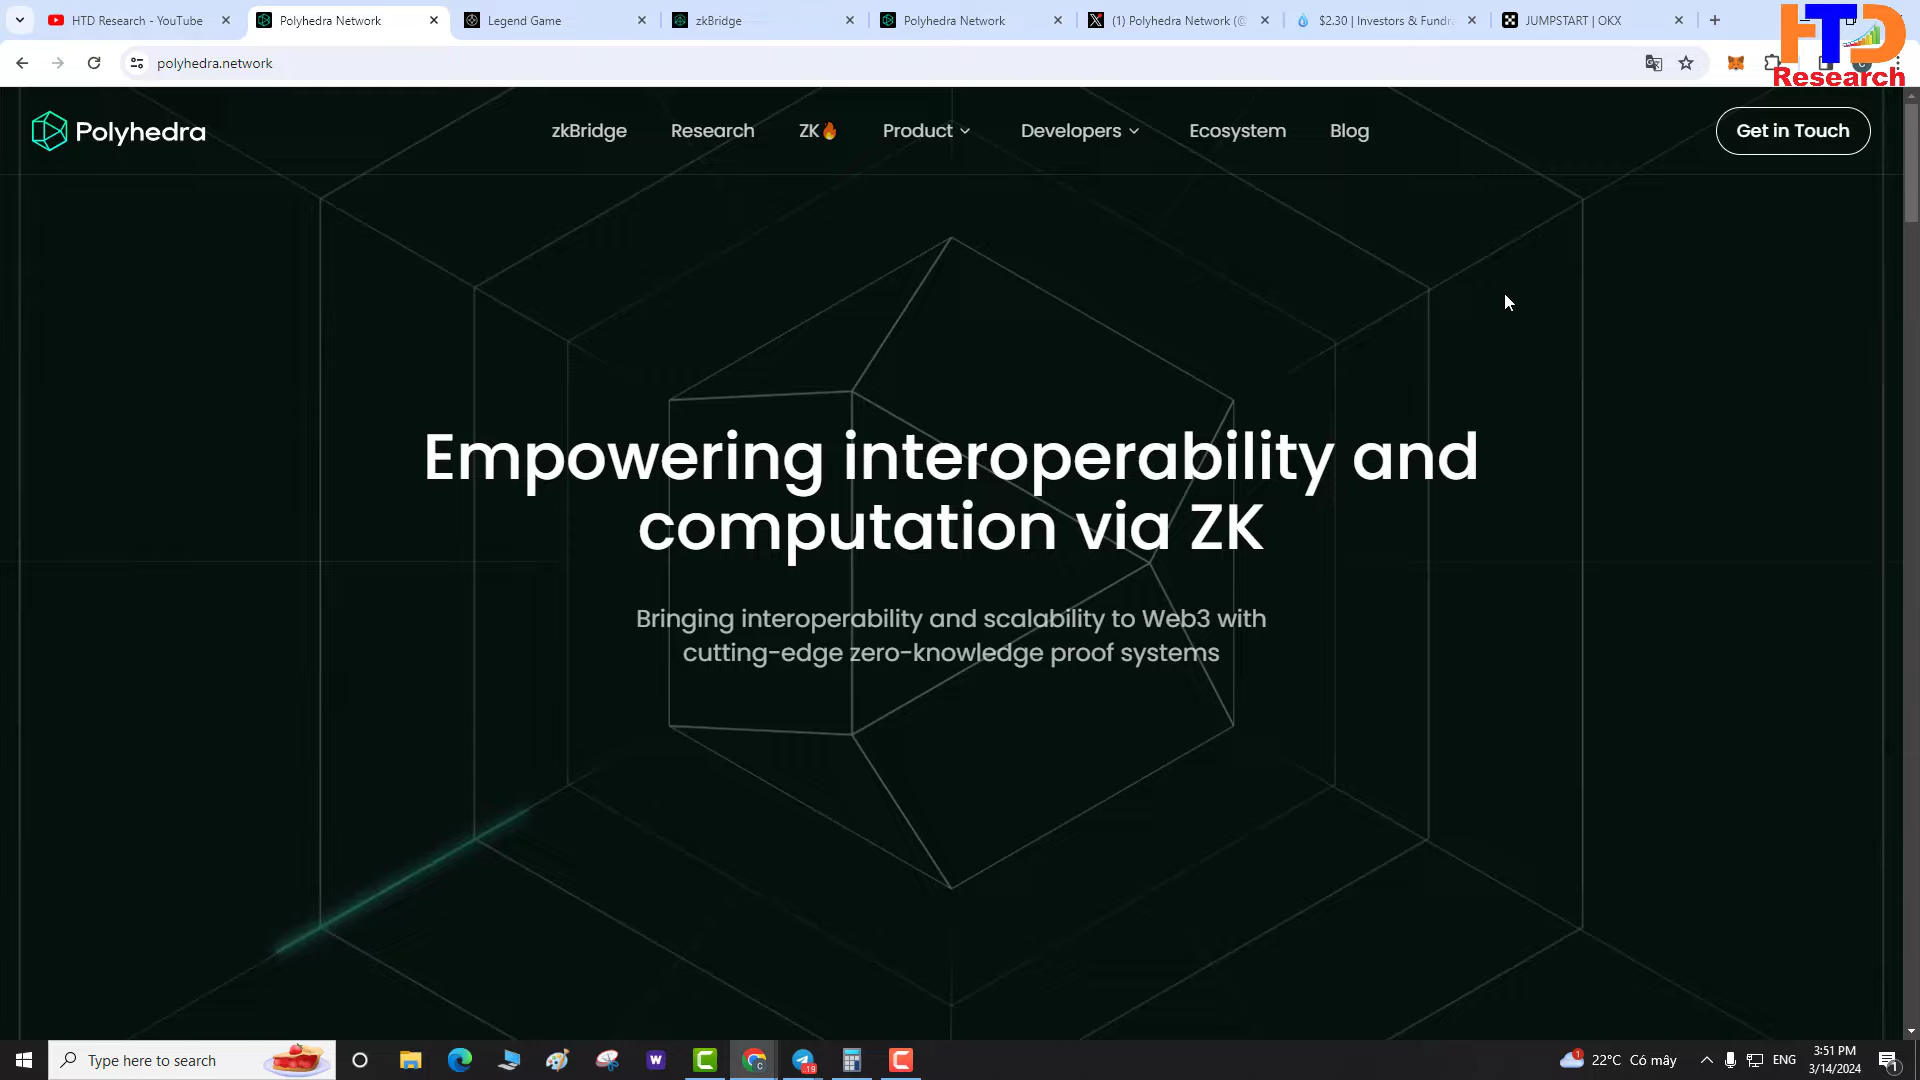 HTD Research - YouTube
Polyhedra Network
Legend Game
zkBridge
Polyhedra Network
(1) Polyhedra Network (@
$2.30 | Investors & Fundr
JUMPSTART | OKX
HTD
Research
polyhedra.network
Polyhedra
zkBridge
Research
ZK🔥
Product
Developers
Ecosystem
Blog
Get in Touch
Empowering interoperability and
computation via ZK
Bringing interoperability and scalability to Web3 with
cutting-edge zero-knowledge proof systems
Type here to search
22°C Có mây
ENG
3:51 PM
3/14/2024